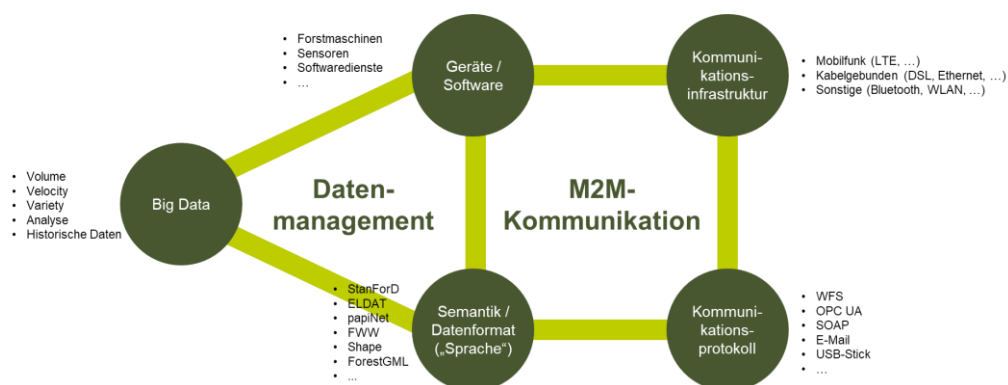 • Forstmaschinen
• Sensoren
• Softwaredienste
• ...
Geräte /
Software
Kommuni-
kations-
infrastruktur
• Mobilfunk (LTE, ...)
• Kabelgebunden (DSL, Ethernet, ...)
• Sonstige (Bluetooth, WLAN, ...)
• Volume
• Velocity
• Variety
• Analyse
• Historische Daten
Big Data
Daten-
management
M2M-
Kommunikation
• StanForD
• ELDAT
• papiNet
• FWW
• Shape
• ForestGML
• ...
Semantik /
Datenformat
(„Sprache“)
Kommuni-
kations-
protokoll
• WFS
• OPC UA
• SOAP
• E-Mail
• USB-Stick
• ...